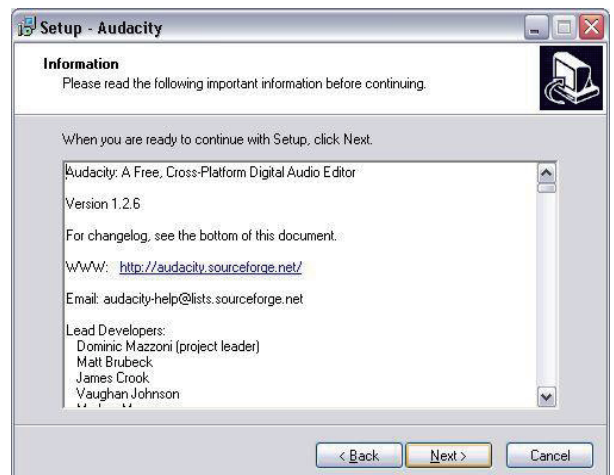 Setup - Audacity
Information
Please read the following important information before continuing.
When you are ready to continue with Setup, click Next.
Audacity: A Free, Cross-Platform Digital Audio Editor
Version 1.2.6
For changelog, see the bottom of this document.
WWW: http://audacity.sourceforge.net/
Email: audacity-help@lists.sourceforge.net
Lead Developers:
Dominic Mazzoni (project leader)
Matt Brubeck
James Crook
Vaughan Johnson
< Back Next > Cancel